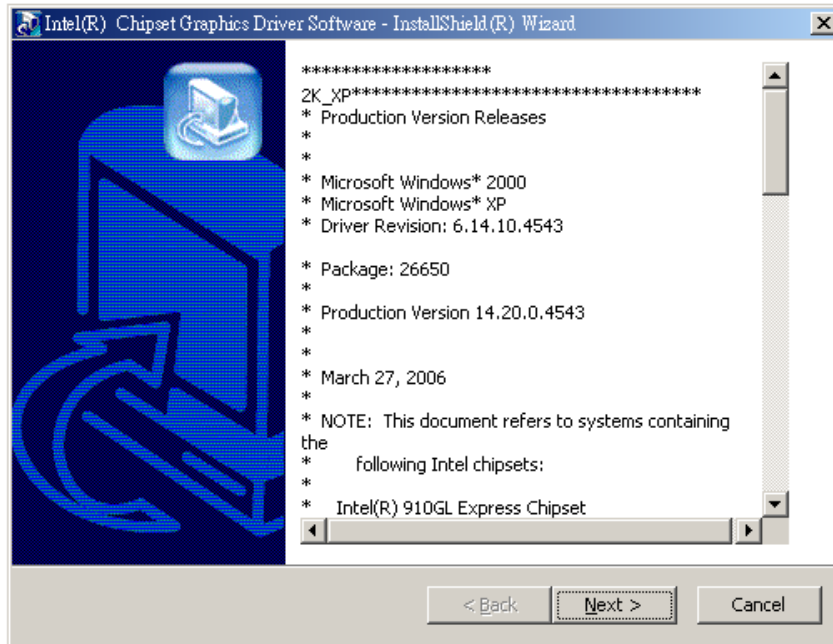 Intel(R) Chipset Graphics Driver Software - InstallShield(R) Wizard
*******************
2K_XP***********************************
* Production Version Releases
*
*
* Microsoft Windows* 2000
* Microsoft Windows* XP
* Driver Revision: 6.14.10.4543
* Package: 26650
*
* Production Version 14.20.0.4543
*
*
* March 27, 2006
*
* NOTE: This document refers to systems containing
the
* following Intel chipsets:
*
* Intel(R) 910GL Express Chipset
< Back
Next >
Cancel